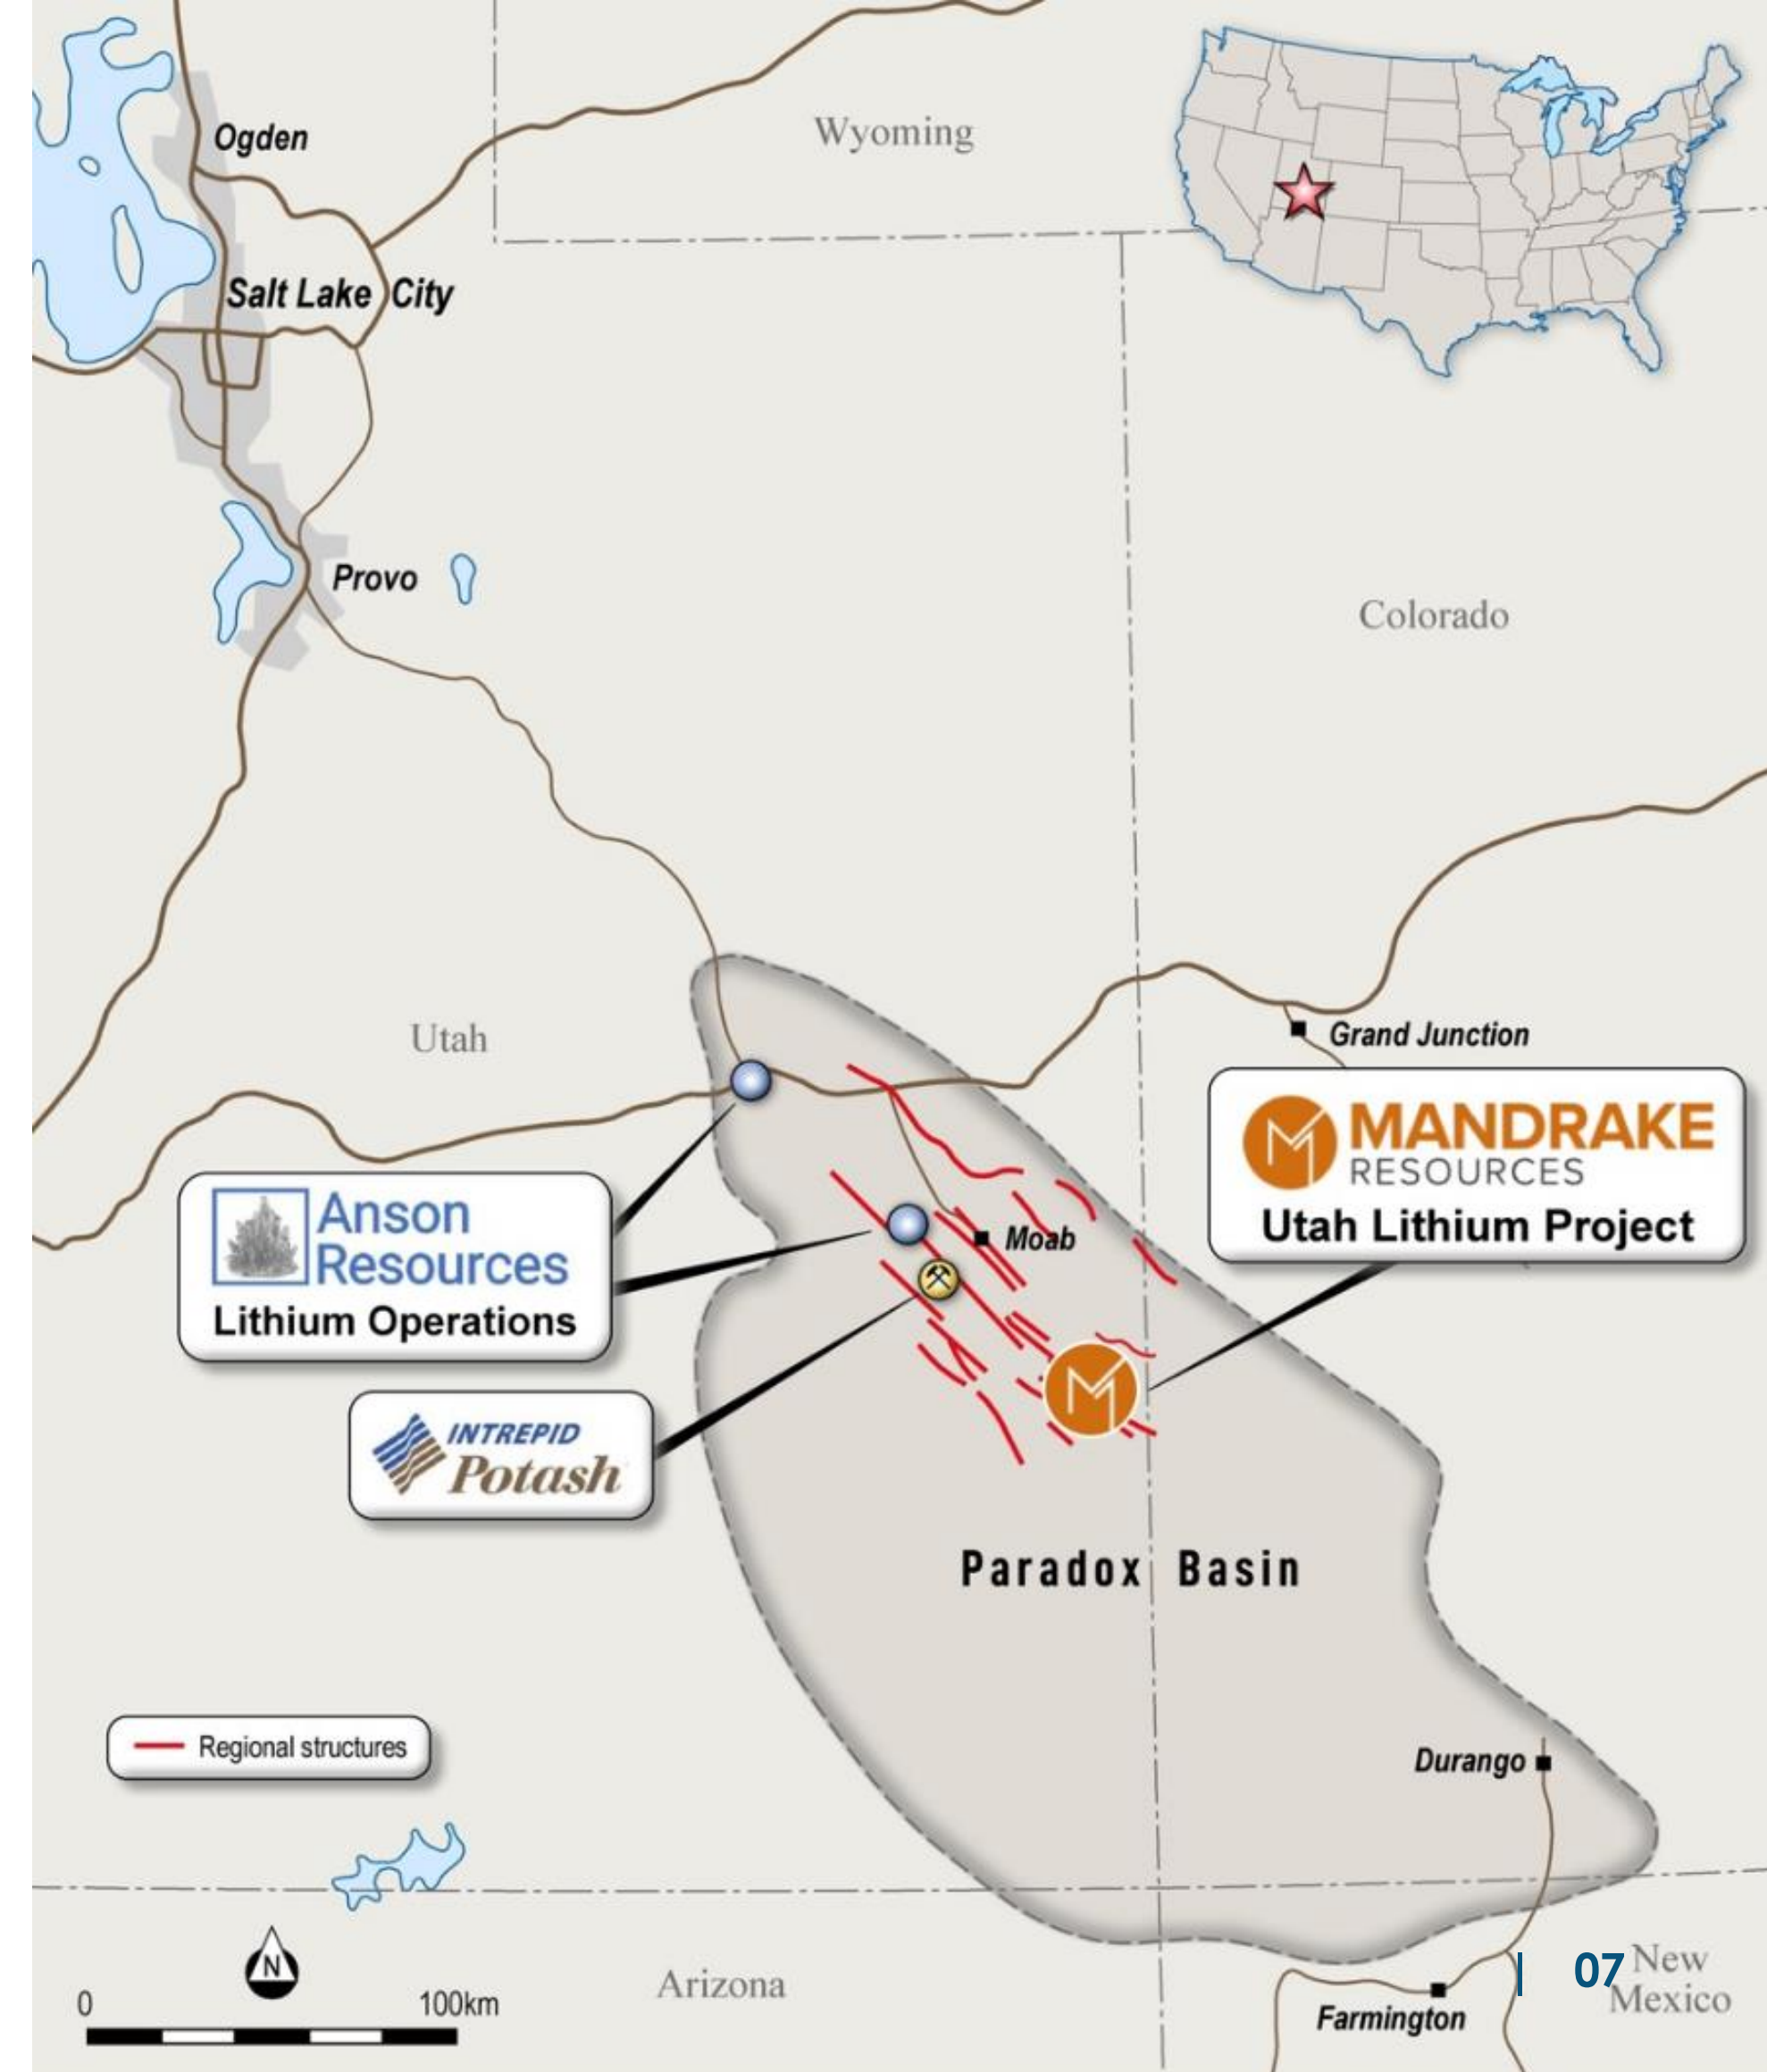 Ogden
Wyoming
Salt Lake City
Provo
Colorado
Utah
Grand Junction
MANDRAKE
RESOURCES
Utah Lithium Project
Anson
Resources
Lithium Operations
Moab
INTREPID
Potash
Paradox Basin
Regional structures
Durango
N
0 100km
Arizona
| 07
New
Mexico
Farmington